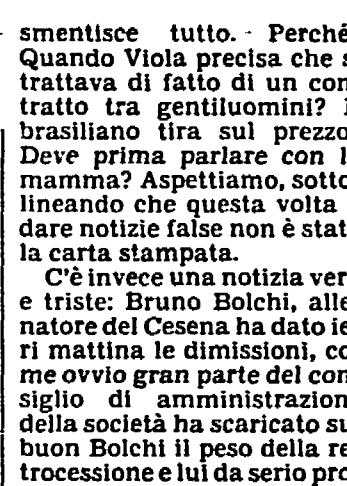 smentisce tutto. - Perché
Quando Viola precisa che s
trattava di fatto di un con
tratto tra gentiluomini? I
brasiliano tira sul prezzo
Deve prima parlare con l
mamma? Aspettiamo, sotto
lineando che questa volta
dare notizie false non è stat
la carta stampata.
C'è invece una notizia ver
e triste: Bruno Bolchi, alle
natore del Cesena ha dato ie
ri mattina le dimissioni, co
me ovvio gran parte del con
siglio di amministrazion
della società ha scaricato su
buon Bolchi il peso della re
trocessione e lui da serio pro